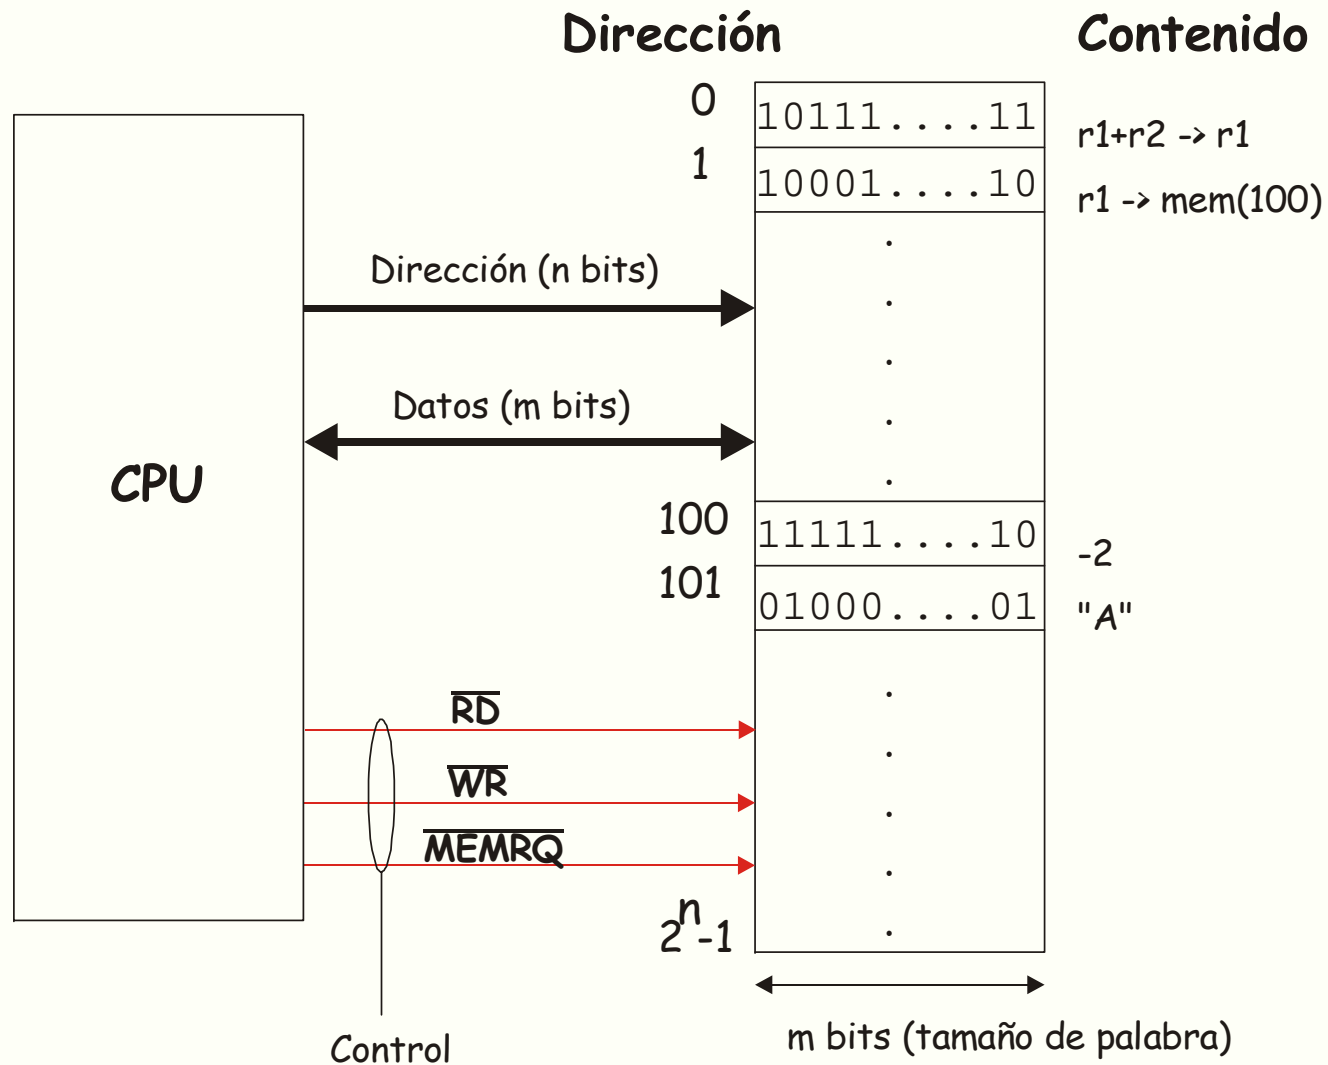 Dirección Contenido
0 10111....11 r1+r2 -> r1
1 10001....10 r1 -> mem(100)
.
Dirección (n bits)
.
.
Datos (m bits)
.
CPU
.
100 11111....10 -2
101 01000....01 "A"
.
RD
.
WR
.
MEMRQ
.
2ⁿ-1
.
m bits (tamaño de palabra)
Control